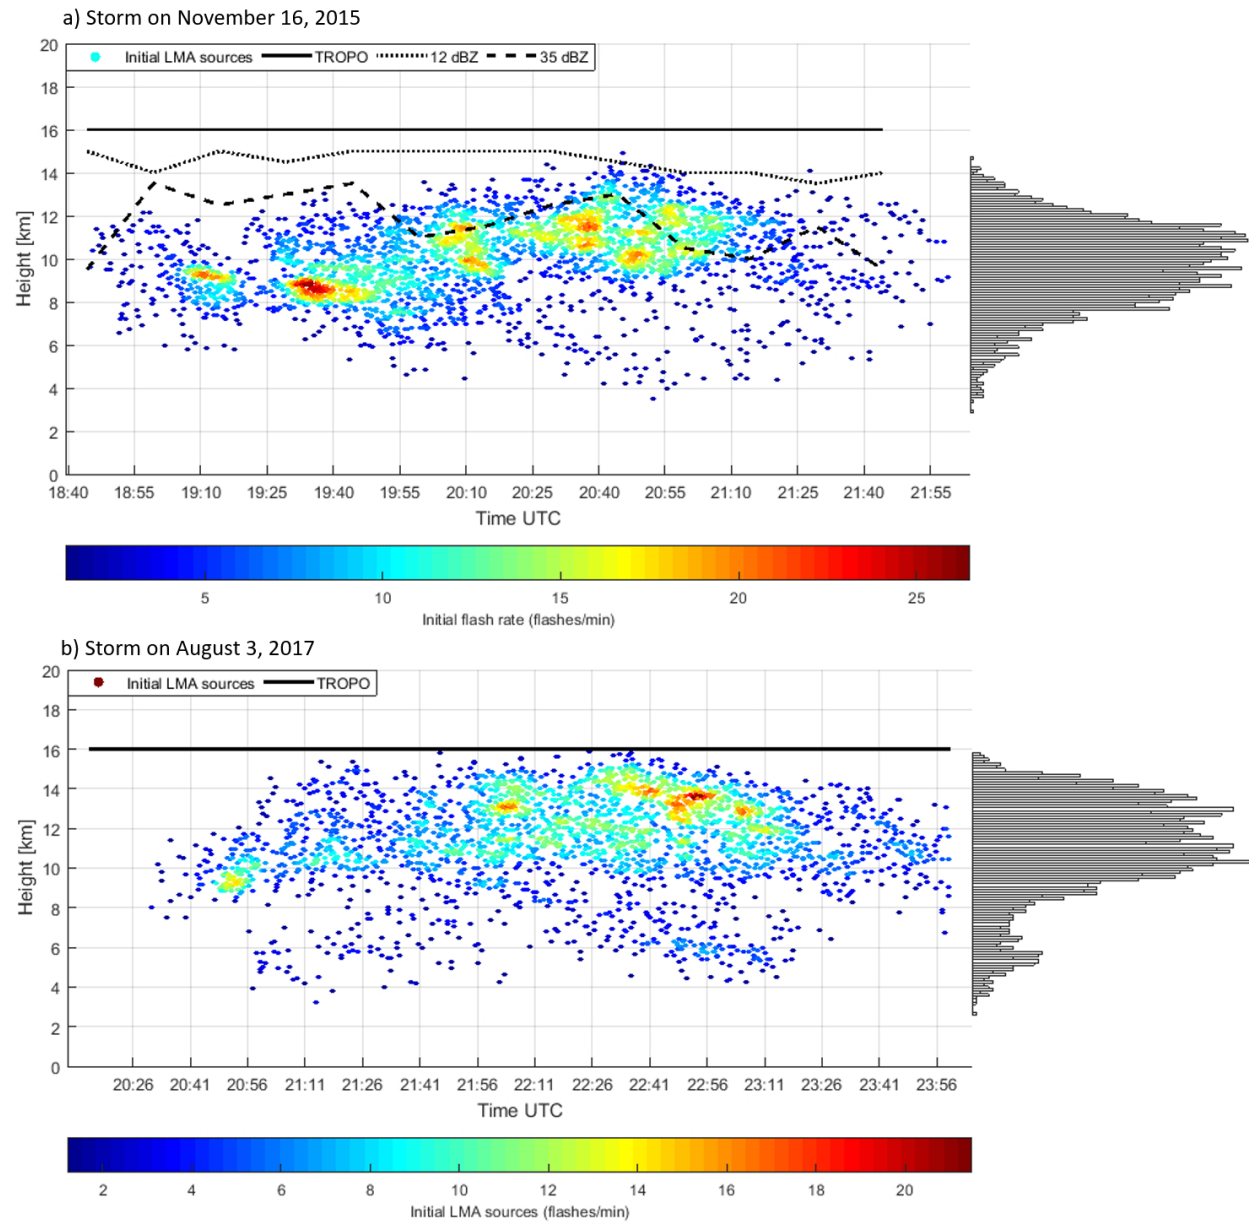 a) Storm on November 16, 2015
20
Initial LMA sources TROPO 12 dBZ 35 dBZ
18
16
14
12
10
8
6
4
2
0
Height [km]
18:40 18:55 19:10 19:25 19:40 19:55 20:10 20:25 20:40 20:55 21:10 21:25 21:40 21:55
Time UTC
5 10 15 20 25
Initial flash rate (flashes/min)
b) Storm on August 3, 2017
20
Initial LMA sources TROPO
18
16
14
12
10
8
6
4
2
0
Height [km]
20:26 20:41 20:56 21:11 21:26 21:41 21:56 22:11 22:26 22:41 22:56 23:11 23:26 23:41 23:56
Time UTC
2 4 6 8 10 12 14 16 18 20
Initial LMA sources (flashes/min)